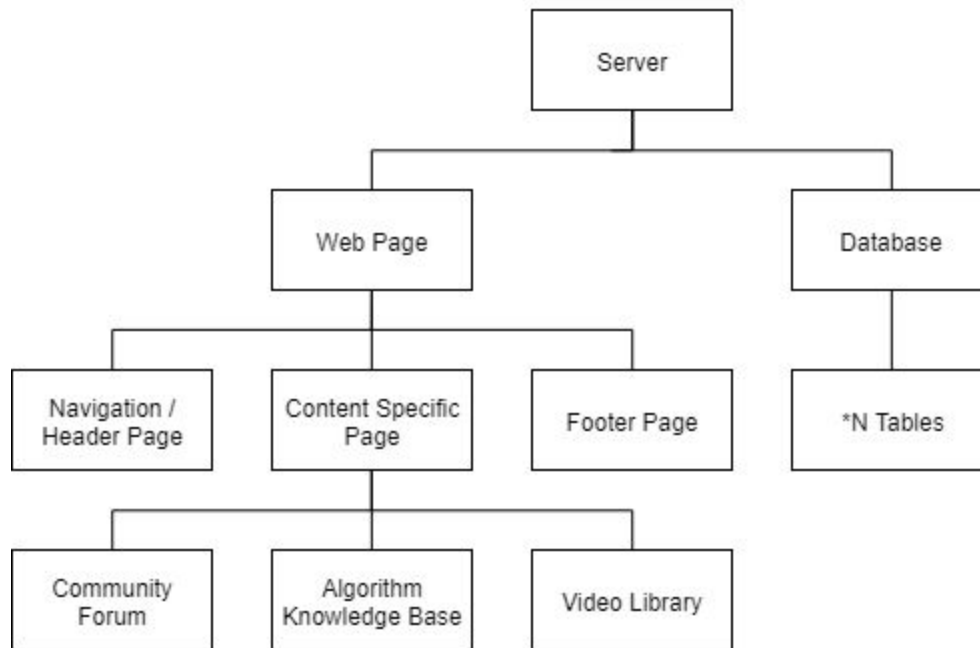 Server
Web Page
Database
Navigation /
Header Page
Content Specific
Page
Footer Page
*N Tables
Community
Forum
Algorithm
Knowledge Base
Video Library